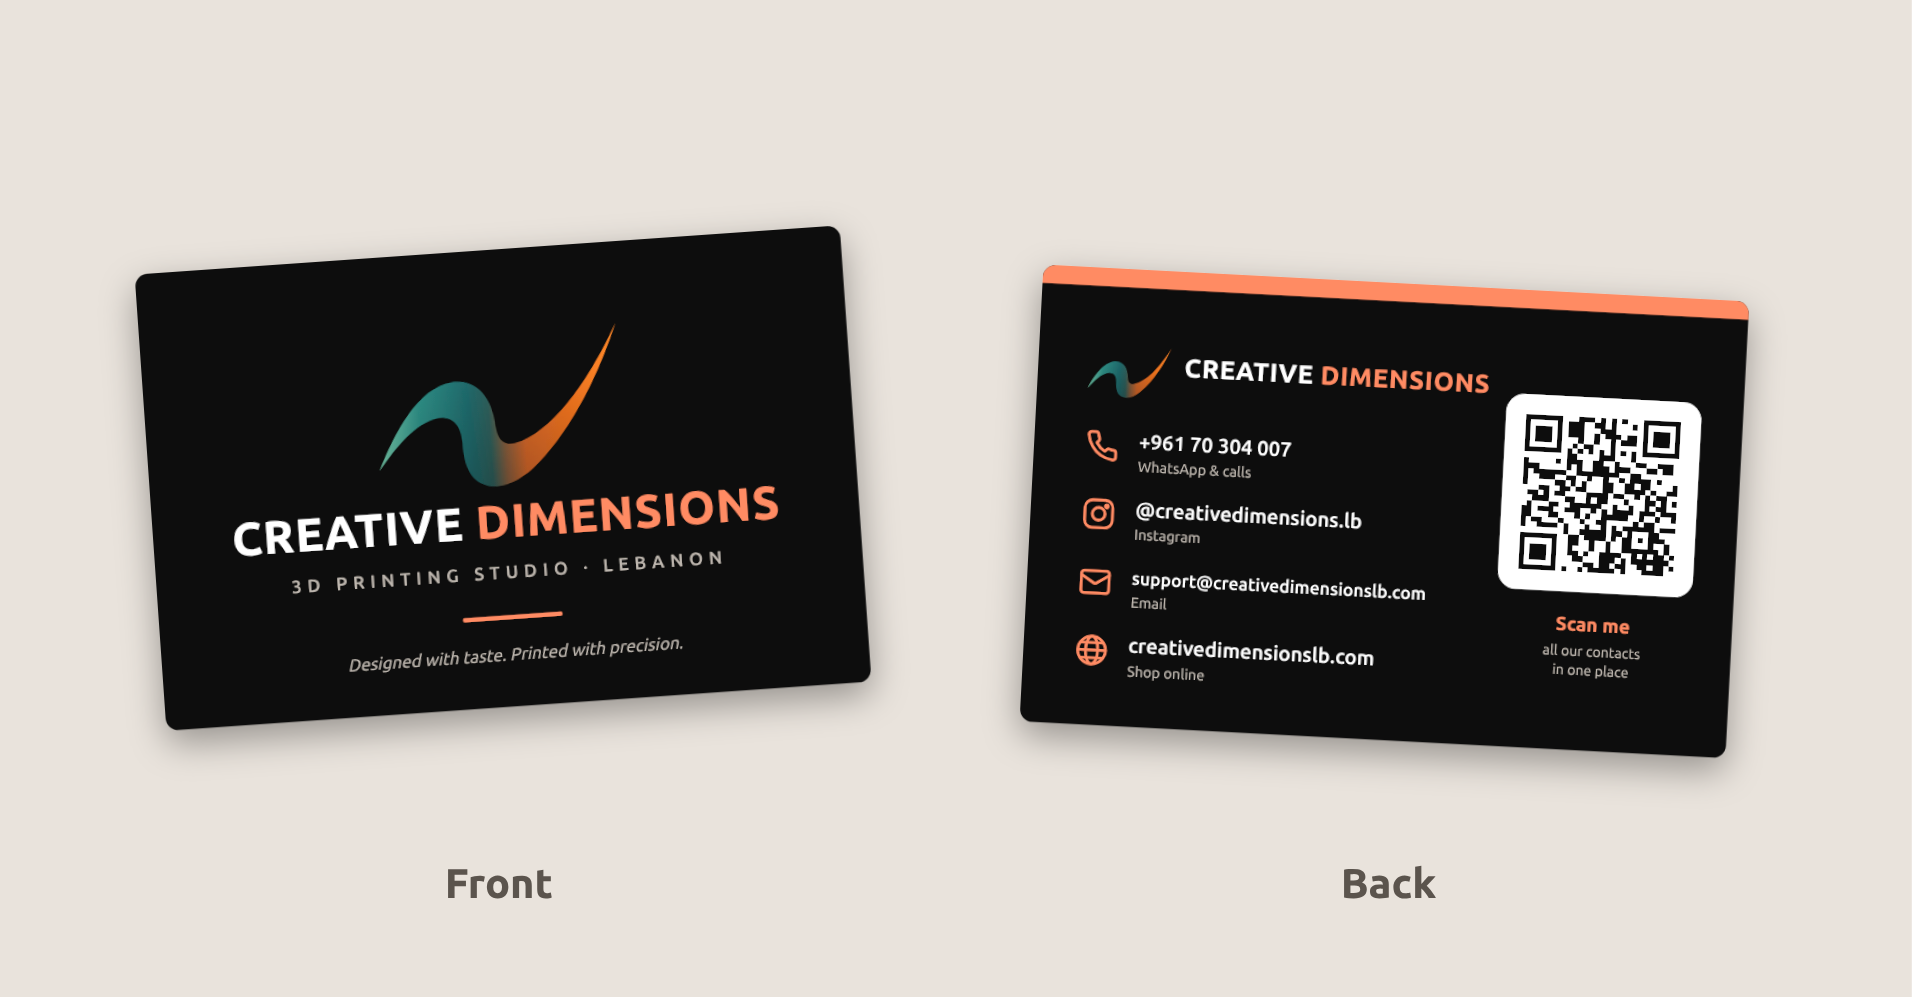 CREATIVE DIMENSIONS
3D PRINTING STUDIO · LEBANON
Designed with taste. Printed with precision.
Front
CREATIVE DIMENSIONS
+961 70 304 007
WhatsApp & calls
@creativedimensions.lb
Instagram
support@creativedimensionslb.com
Email
creativedimensionslb.com
Shop online
Scan me
all our contacts
in one place
Back